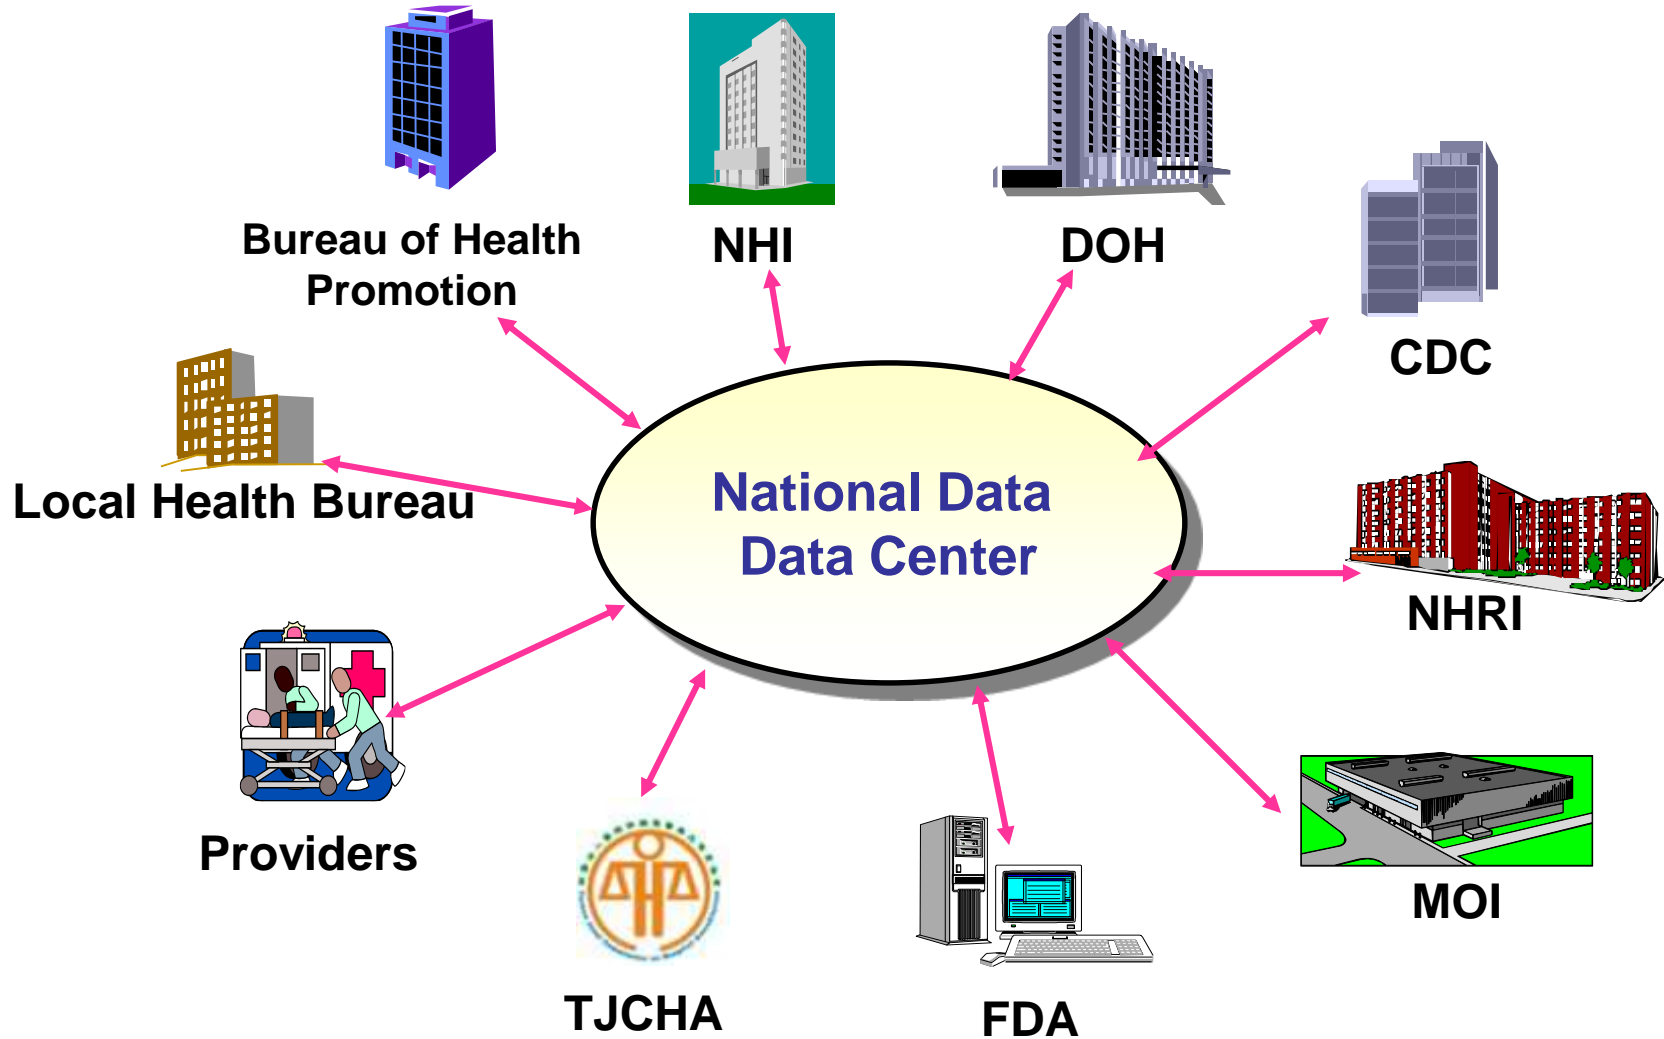 Bureau of Health
Promotion
NHI
DOH
CDC
Local Health Bureau
National Data
Data Center
NHRI
Providers
MOI
TJCHA
FDA